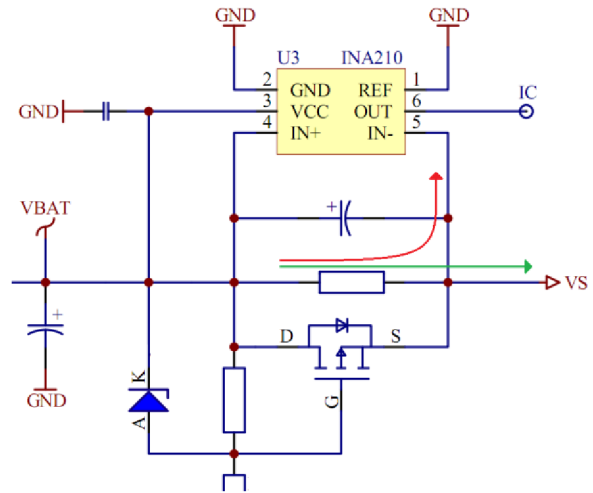 GND
GND
U3
INA210
2
GND
REF
1
GND
3
VCC
OUT
6
IC
4
IN+
IN-
5
+
VBAT
VS
+
D
S
K
GND
A
G